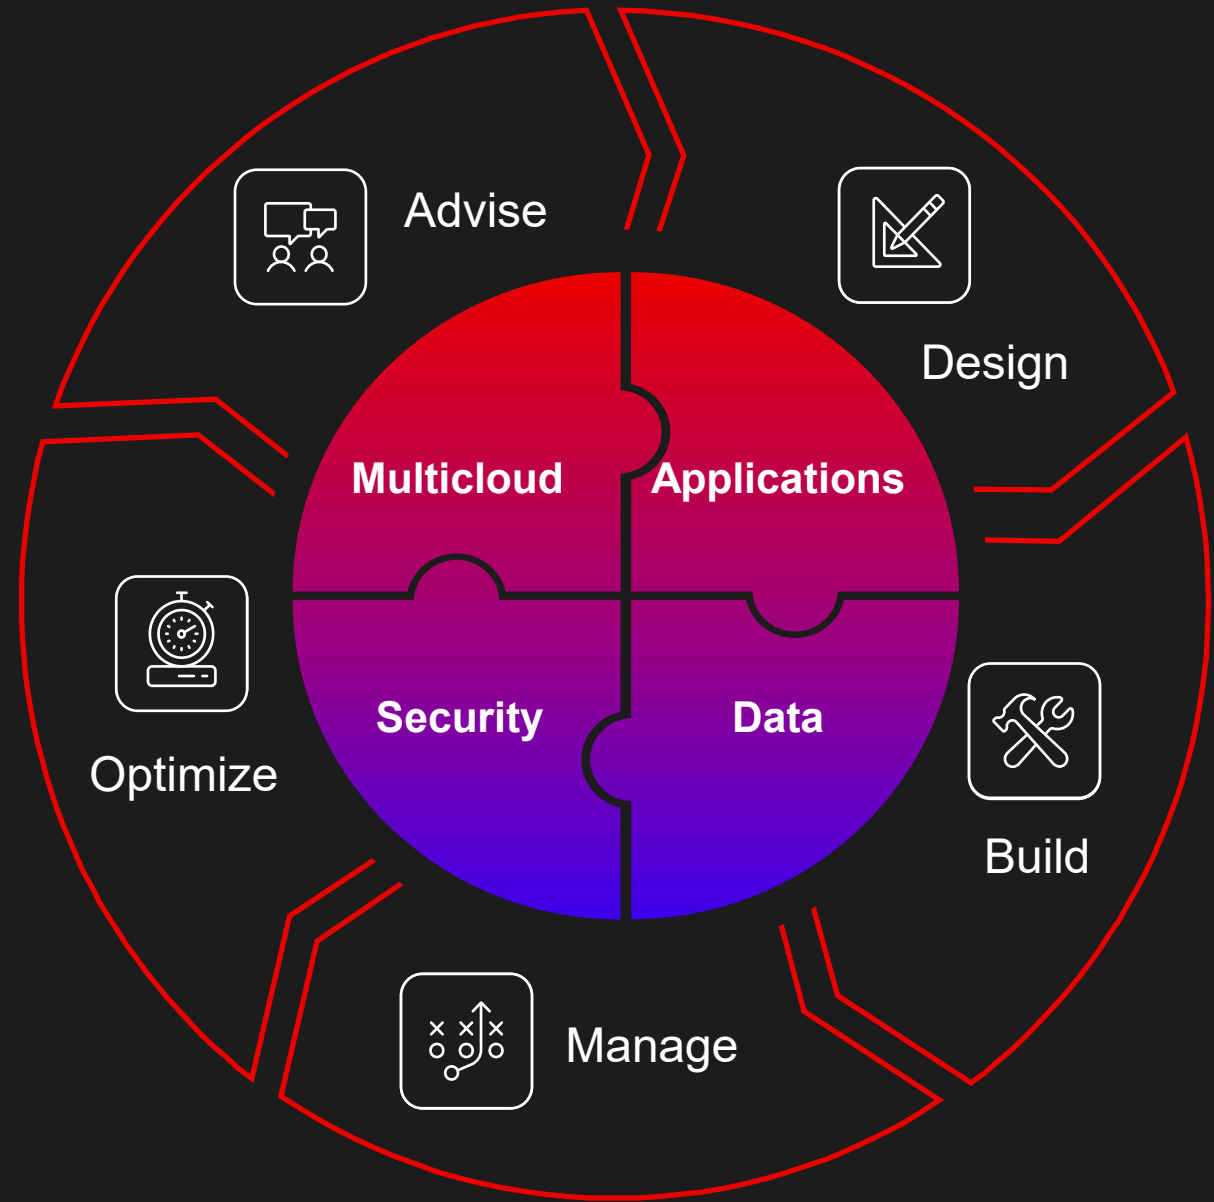 Advise
Design
Multicloud
Applications
Security
Data
Optimize
Build
Manage